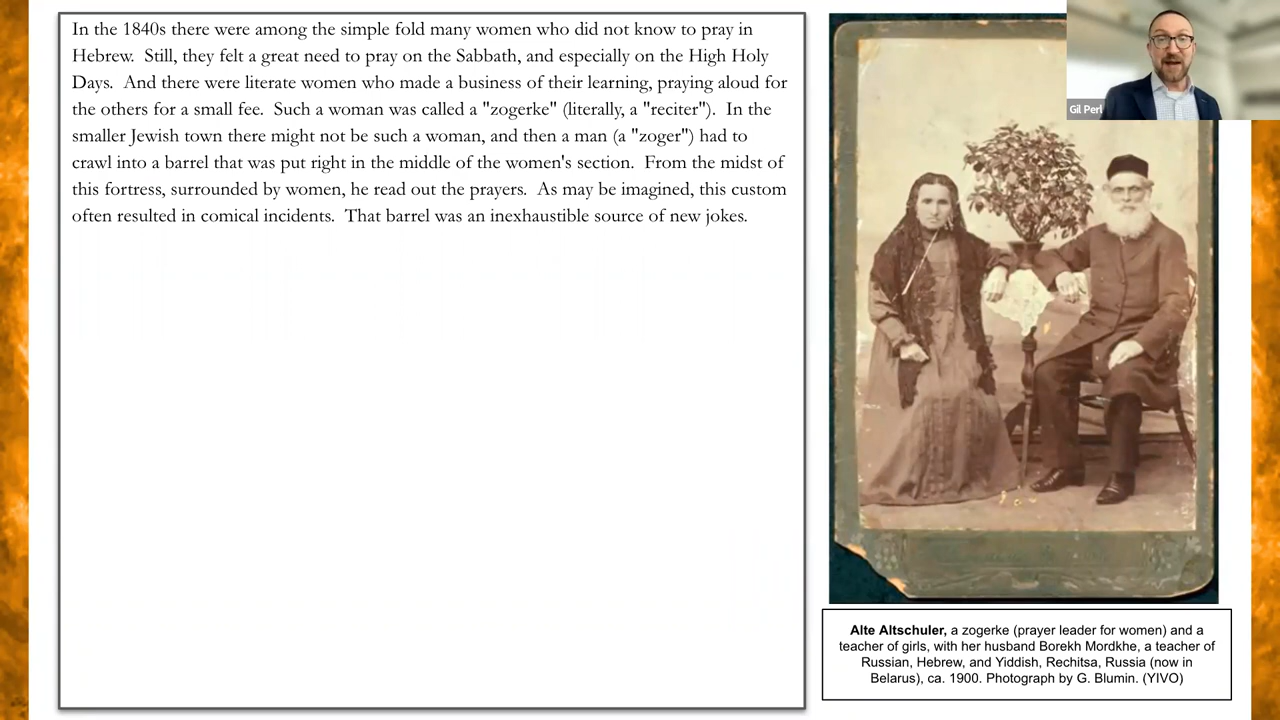 In the 1840s there were among the simple fold many women who did not know to pray in
Hebrew. Still, they felt a great need to pray on the Sabbath, and especially on the High Holy
Days. And there were literate women who made a business of their learning, praying aloud for
the others for a small fee. Such a woman was called a "zogerke" (literally, a "reciter"). In the
smaller Jewish town there might not be such a woman, and then a man (a "zoger") had to
crawl into a barrel that was put right in the middle of the women's section. From the midst of
this fortress, surrounded by women, he read out the prayers. As may be imagined, this custom
often resulted in comical incidents. That barrel was an inexhaustible source of new jokes.
Gil Perl
Alte Altschuler, a zogerke (prayer leader for women) and a
teacher of girls, with her husband Borekh Mordkhe, a teacher of
Russian, Hebrew, and Yiddish, Rechitsa, Russia (now in
Belarus), ca. 1900. Photograph by G. Blumin. (YIVO)